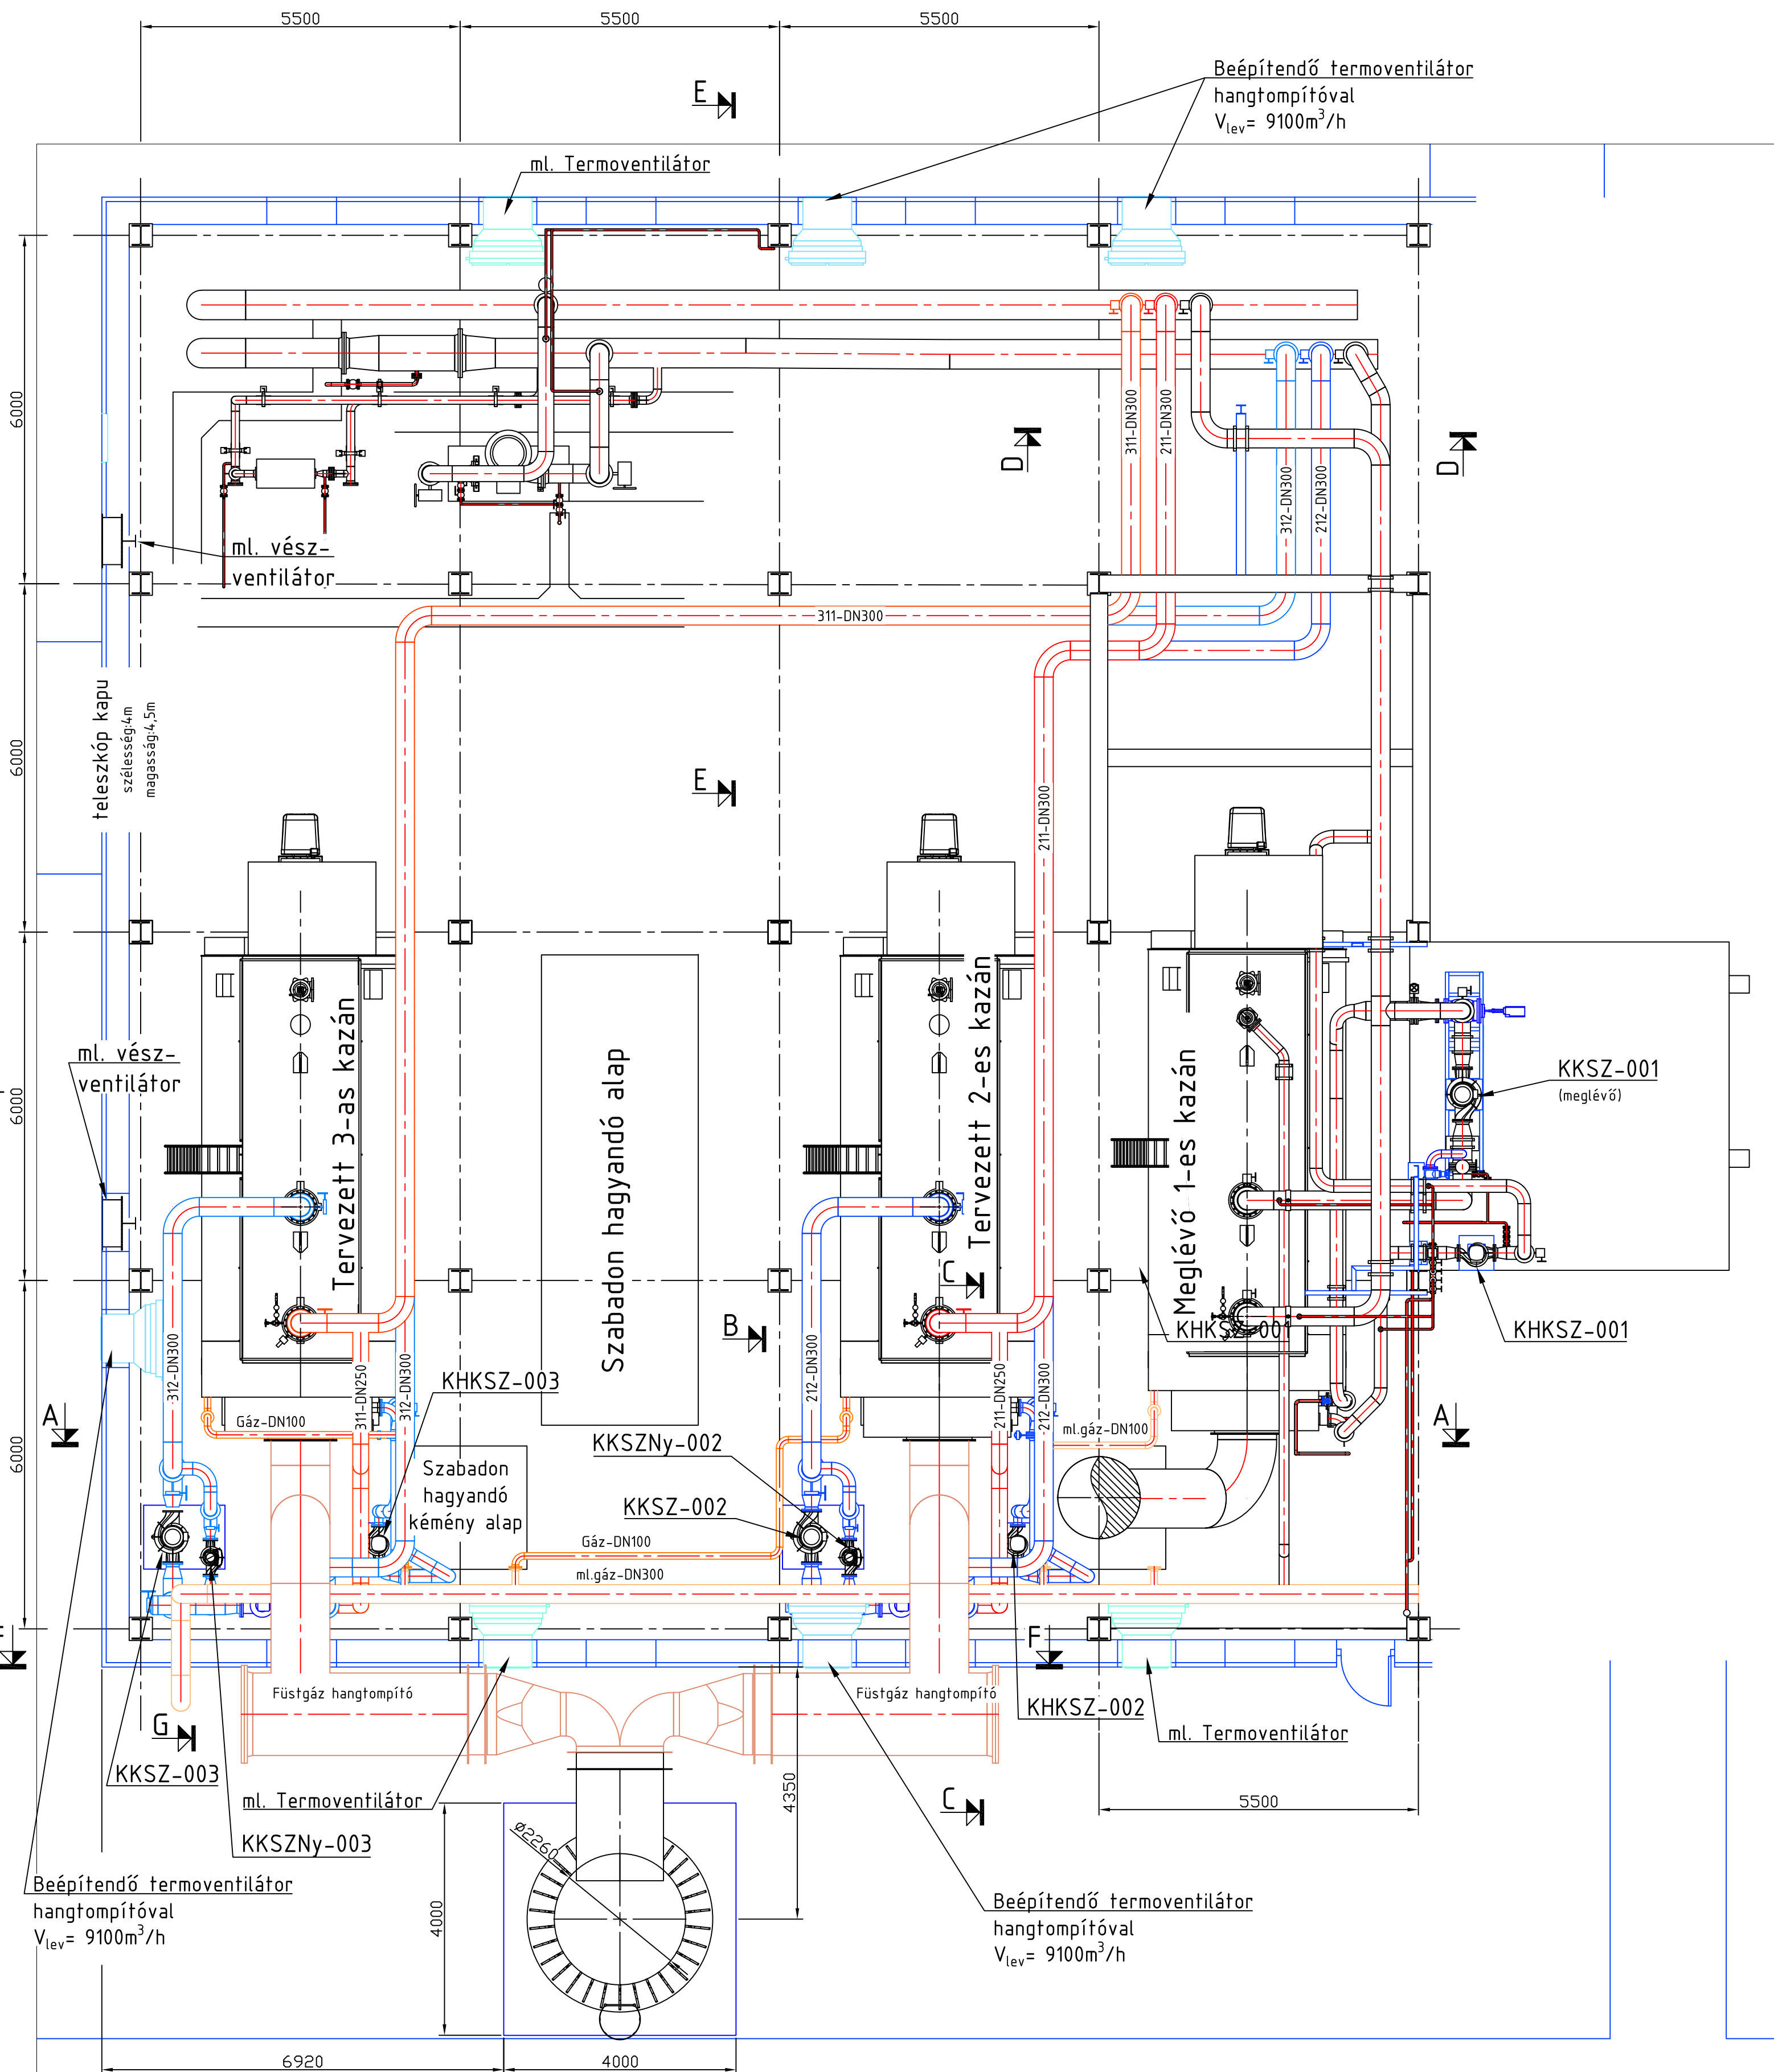 5500
5500
5500
E
Beépítendő termoventilátor
hangtompítóval
Vlev= 9100m³/h
ml. Termoventilátor
6000
311-DN300
211-DN300
312-DN300
212-DN300
D
D
ml. vész-
ventilátor
311-DN300
teleszkóp kapu
szélesség:4m
magasság:4,5m
6000
E
211-DN300
6000
ml. vész-
ventilátor
Tervezett 3-as kazán
Szabadon hagyandó alap
Tervezett 2-es kazán
Meglévő 1-es kazán
KKSZ-001
(meglévő)
C
B
KHKSZ-001
KHKSZ-001
312-DN300
311-DN250
312-DN300
KHKSZ-003
212-DN300
211-DN250
212-DN300
A
A
6000
Gáz-DN100
ml.gáz-DN100
KKSZNy-002
Szabadon
hagyandó
kémény alap
KKSZ-002
Gáz-DN100
ml.gáz-DN300
F
Füstgáz hangtompító
Füstgáz hangtompító
KHKSZ-002
G
ml. Termoventilátor
KKSZ-003
4350
ml. Termoventilátor
C
5500
KKSZNy-003
ø2260
Beépítendő termoventilátor
hangtompítóval
Vlev= 9100m³/h
4000
Beépítendő termoventilátor
hangtompítóval
Vlev= 9100m³/h
6920
4000